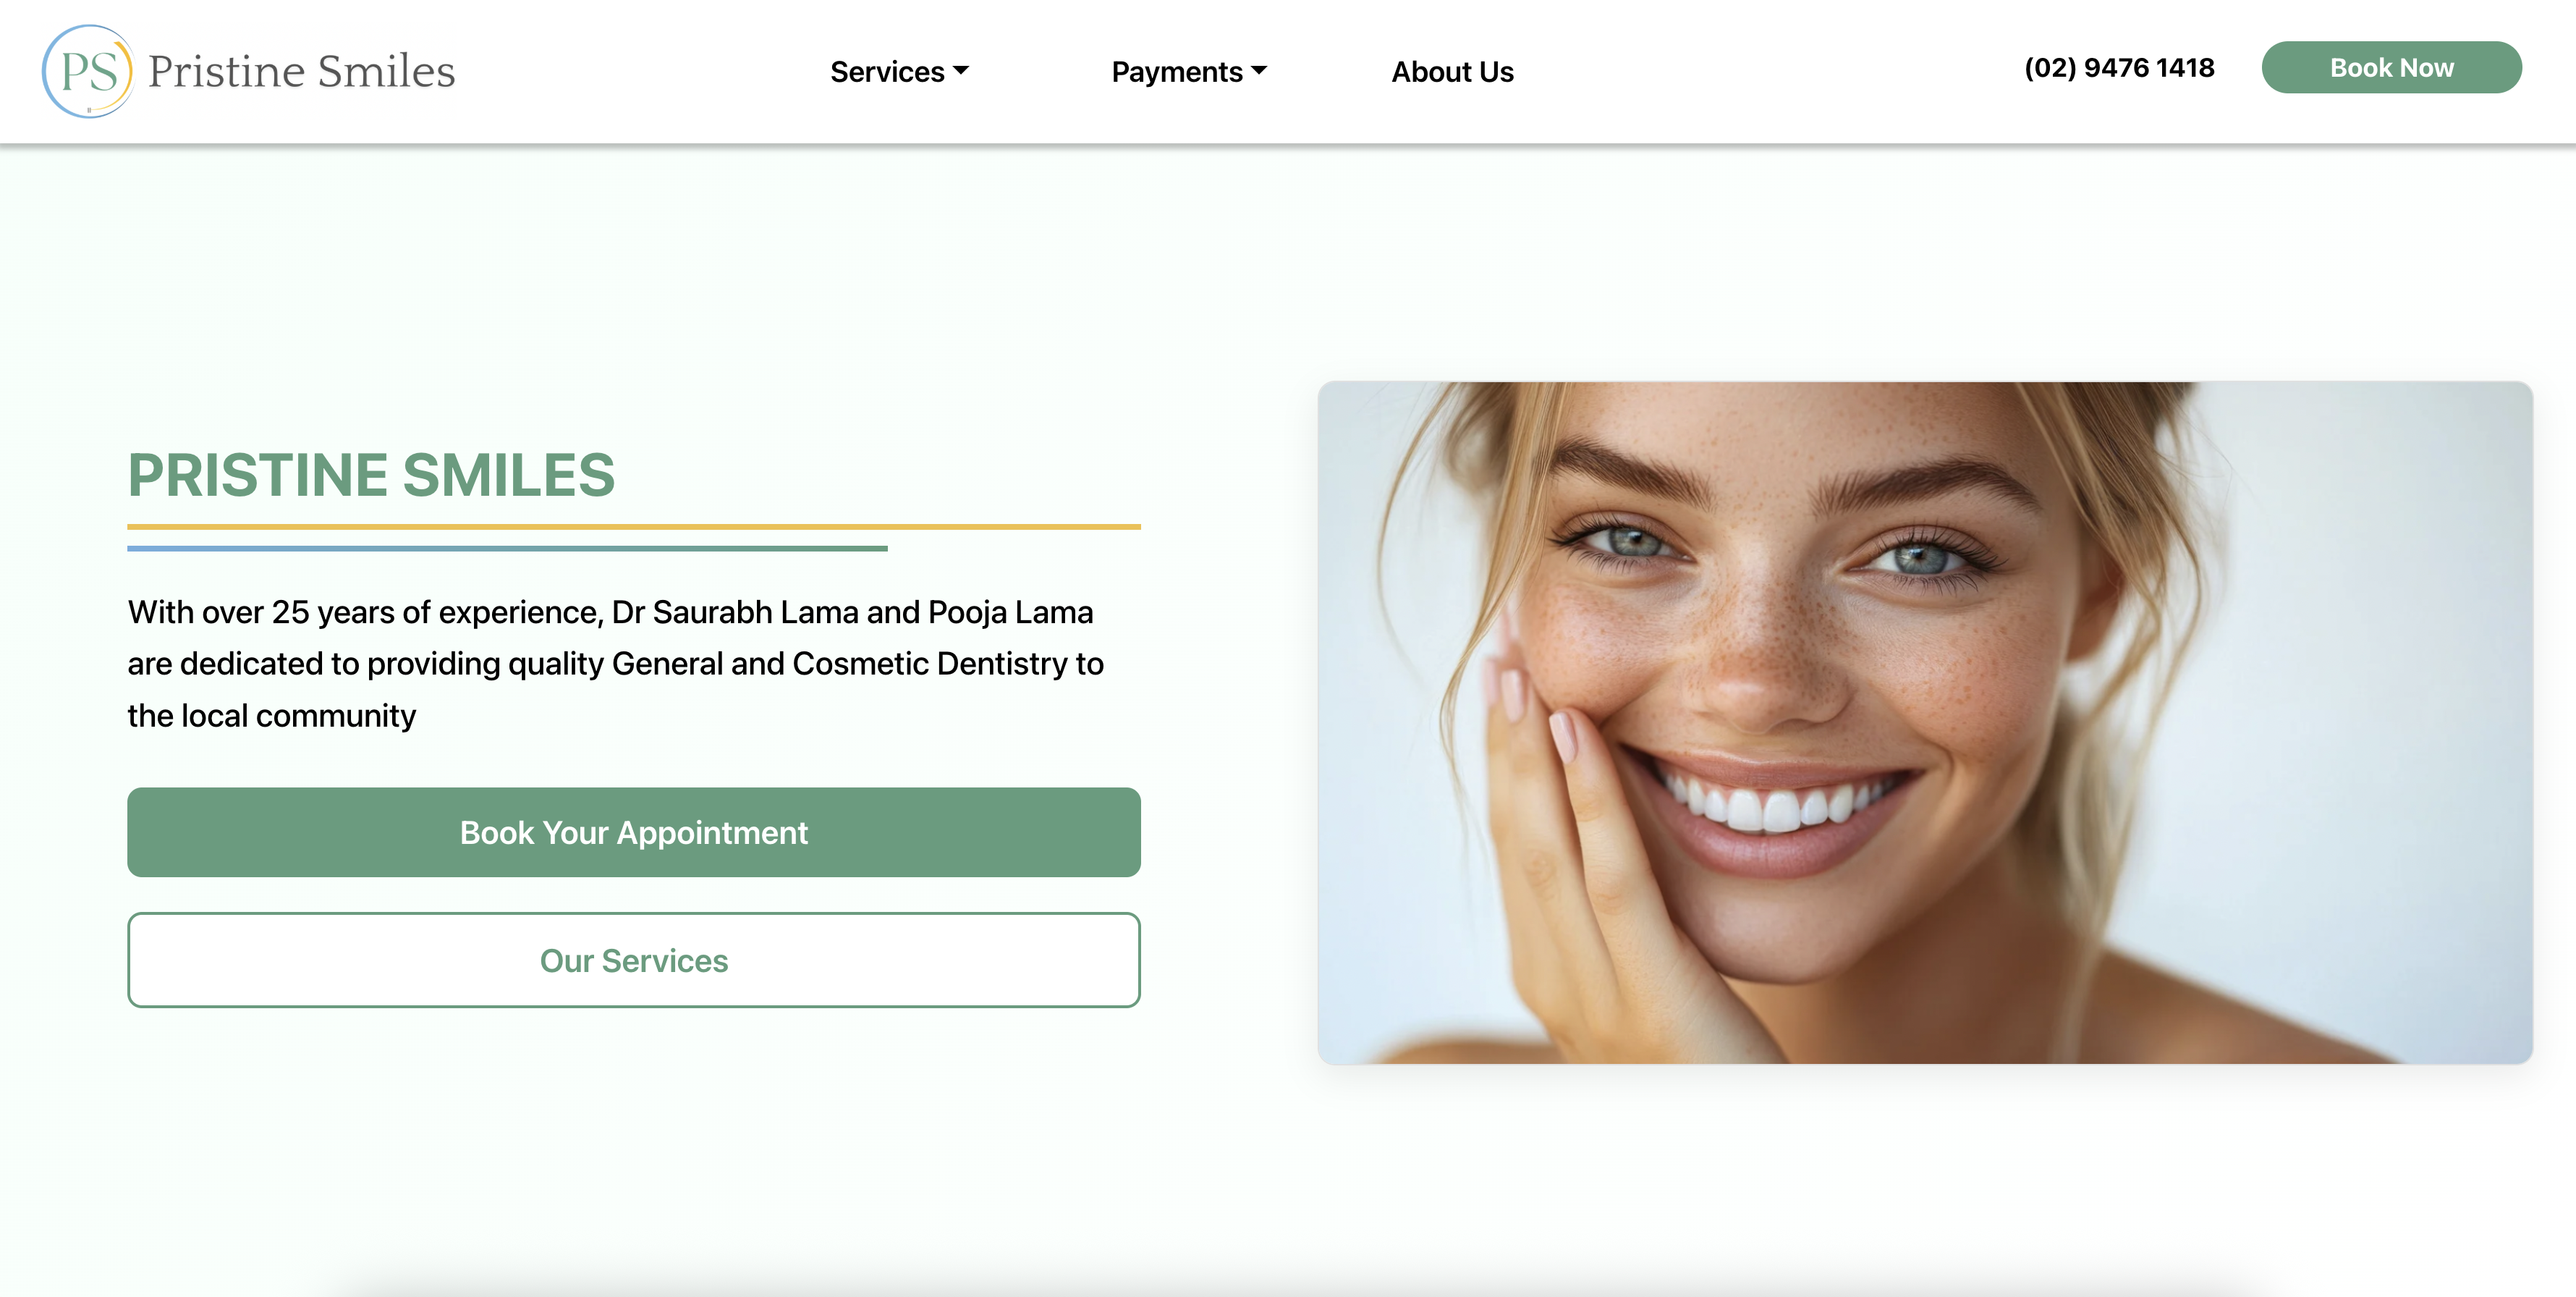 PS Pristine Smiles
Services
Payments
About Us
(02) 9476 1418
Book Now
PRISTINE SMILES
With over 25 years of experience, Dr Saurabh Lama and Pooja Lama
are dedicated to providing quality General and Cosmetic Dentistry to
the local community
Book Your Appointment
Our Services